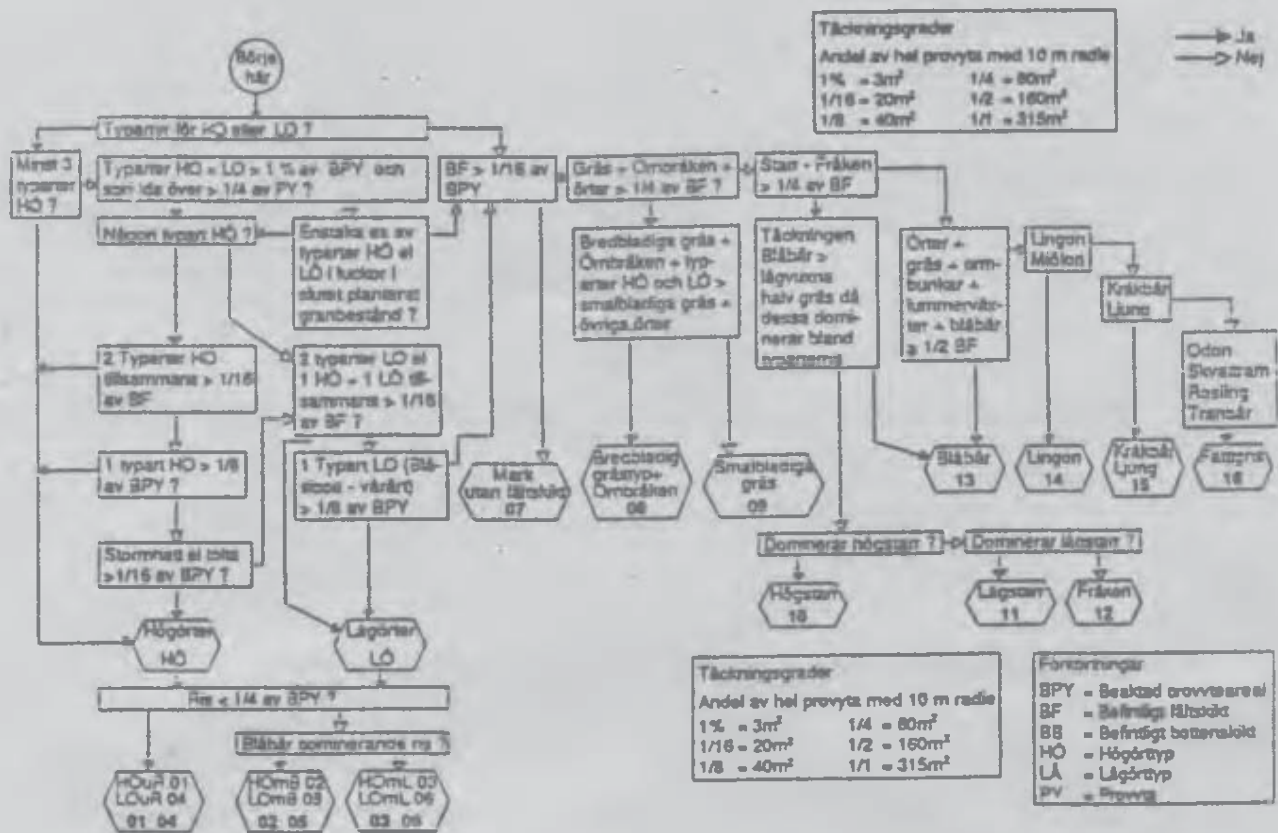 Börja
här
Typarter för HÖ eller LÖ ?
Minst 3
typarter
HÖ ?
Typarter HÖ + LÖ > 1 % av BPY och
över > 1/4 av PY ?
BF > 1/16 av
BPY
Gräs + Örnbräken +
örter > 1/4 av BF ?
Starr - Fräken
> 1/4 av BF
Täckningsgrader
Andel av hel provyta med 10 m radie
1% = 3m²
1/4 = 80m²
1/16 = 20m²
1/2 = 160m²
1/8 = 40m²
1/1 = 315m²
Ja
Nej
Någon typart HÖ ?
Enstaka ex av
typarter HÖ el
LÖ i luckor i
slutet planterat
granbestånd ?
Bredbladiga gräs +
Örnbräken + typ-
arter HÖ och LÖ >
smalbladiga gräs +
övriga örter
Täckningen
Blåbär >
lågvuxna
halv gräs då
dessa domi-
nerar bland
Örter +
gräs + orm-
bunkar +
lummerväx-
ter + blåbär
≥ 1/2 BF
Lingon
Mjölon
Kråkbär
Ljung
Odon
Skvattram
Rosling
Tranbär
2 Typarter HÖ
tillsammans > 1/16
av BF
2 typarter LÖ el
1 HÖ + 1 LÖ till-
sammans > 1/16
av BF ?
1 typart HÖ > 1/8
av BPY ?
1 Typart LÖ (Blå-
sippa - vårärt)
> 1/8 av BPY
Stormhatt el tolta
>1/16 av BPY ?
Mark
utan fältskikt
07
Bredbladig
grästyp+
Örnbräken
08
Smalbladiga
gräs
09
Blåbär
13
Lingon
14
Kråkbär
Ljung
15
Fattigris
16
Dominerar högstarr ?
Dominerar lågstarr ?
Högstarr
10
Lågstarr
11
Fräken
12
Högörter
HÖ
Lågörter
LÖ
Ris < 1/4 av BPY ?
Blåbär dominerande ris ?
HÖuR 01
LÖuR 04
01 04
HÖmB 02
LÖmB 05
02 05
HÖmL 03
LÖmL 06
03 06
Täckningsgrader
Andel av hel provyta med 10 m radie
1% = 3m²
1/4 = 80m²
1/16 = 20m²
1/2 = 160m²
1/8 = 40m²
1/1 = 315m²
Förkortningar
BPY = Beaktad provyteareal
BF = Befintligt fältskikt
BB = Befintligt bottenskikt
HÖ = Högörttyp
LÅ = Lågörttyp
PY = Provyta